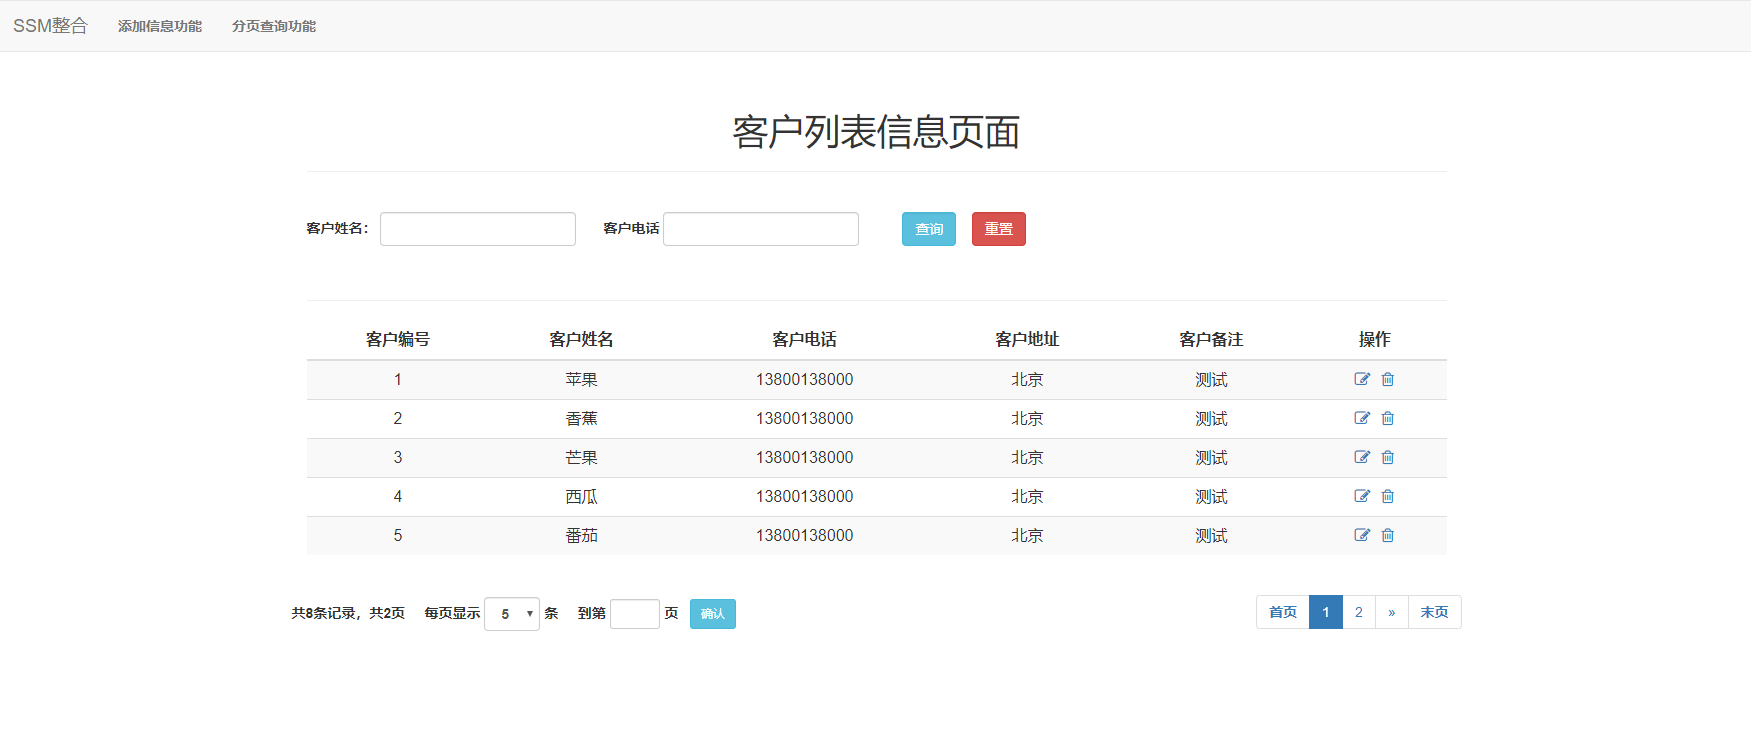 SSM整合 添加信息功能 分页查询功能
客户列表信息页面
客户姓名： 客户电话 查询 重置
客户编号 客户姓名 客户电话 客户地址 客户备注 操作
1 苹果 13800138000 北京 测试
2 香蕉 13800138000 北京 测试
3 芒果 13800138000 北京 测试
4 西瓜 13800138000 北京 测试
5 番茄 13800138000 北京 测试
共8条记录，共2页 每页显示 5 条 到第 页 确认 首页 1 2 » 末页